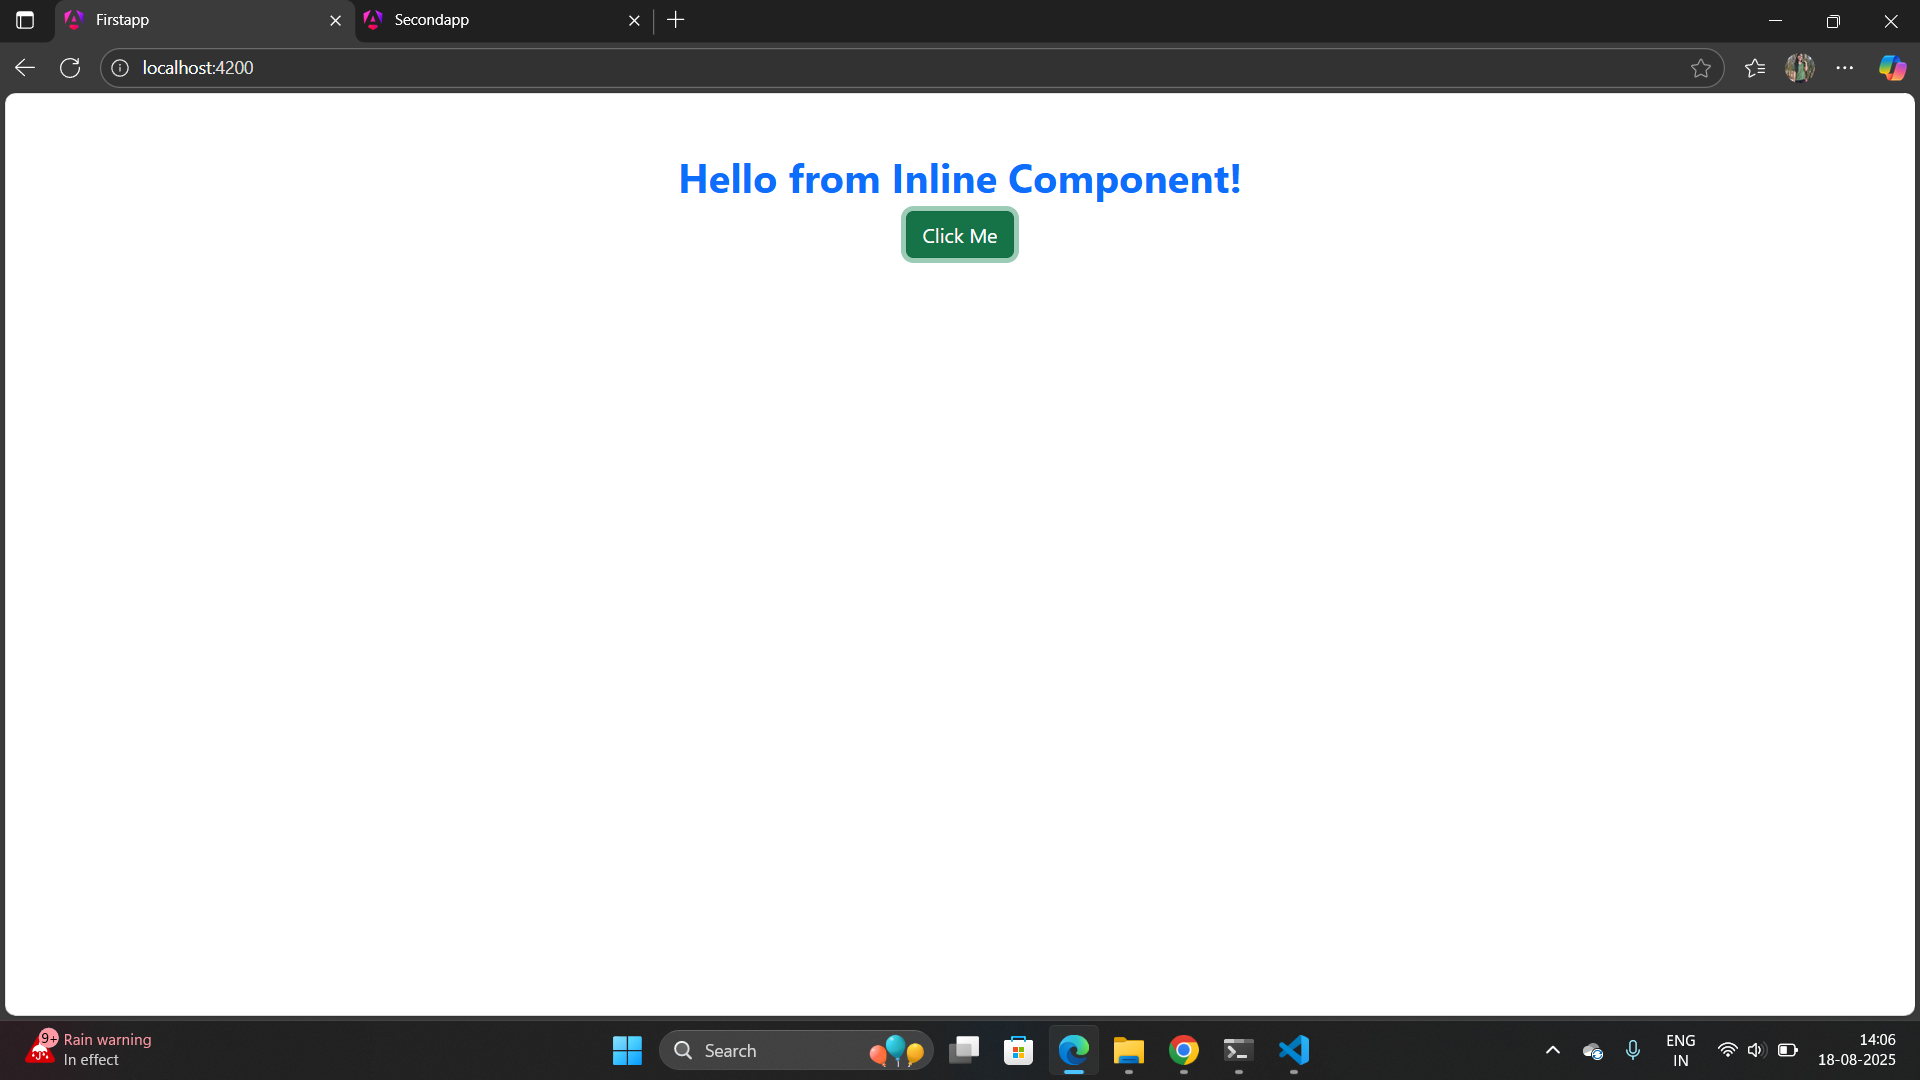 Firstapp
Secondapp
localhost:4200
Hello from Inline Component!
Click Me
9+
Rain warning
In effect
Search
ENG
IN
14:06
18-08-2025